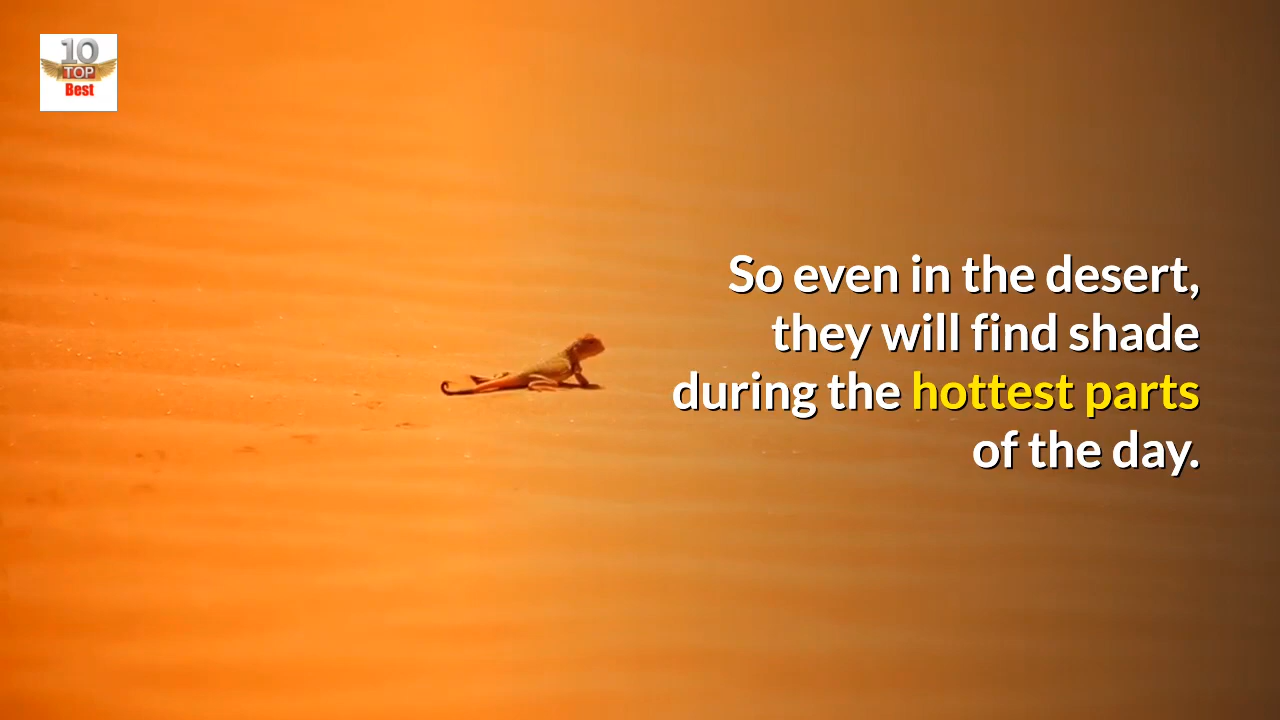 10
TOP
Best
So even in the desert,
they will find shade
during the hottest parts
of the day.